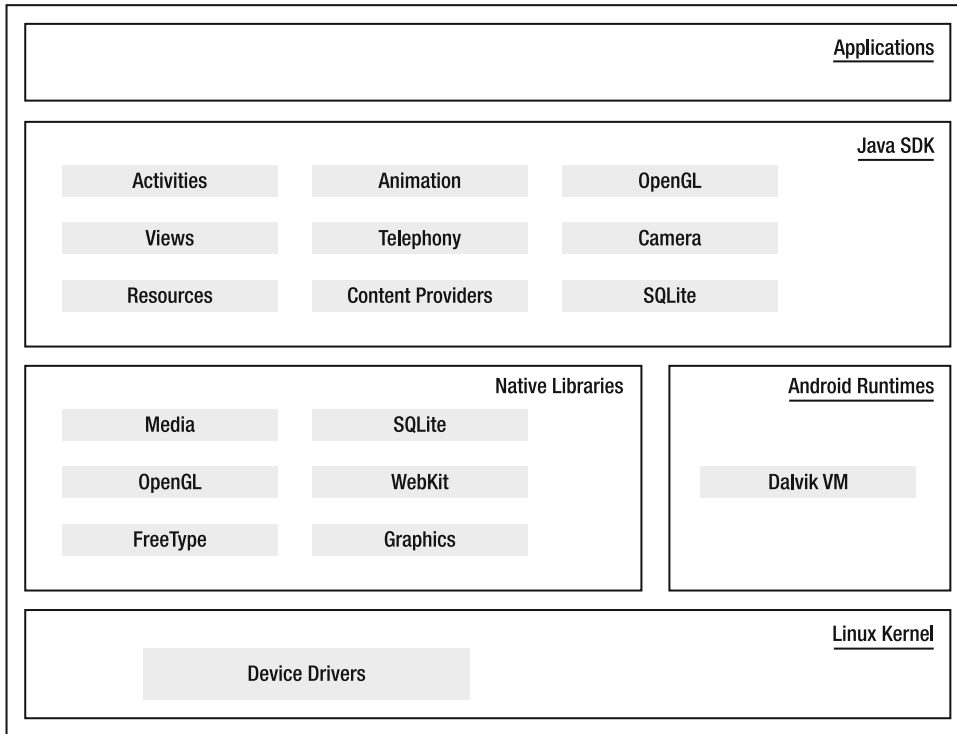 Applications
Java SDK
Activities
Animation
OpenGL
Views
Telephony
Camera
Resources
Content Providers
SQLite
Native Libraries
Media
SQLite
OpenGL
WebKit
FreeType
Graphics
Android Runtimes
Dalvik VM
Linux Kernel
Device Drivers